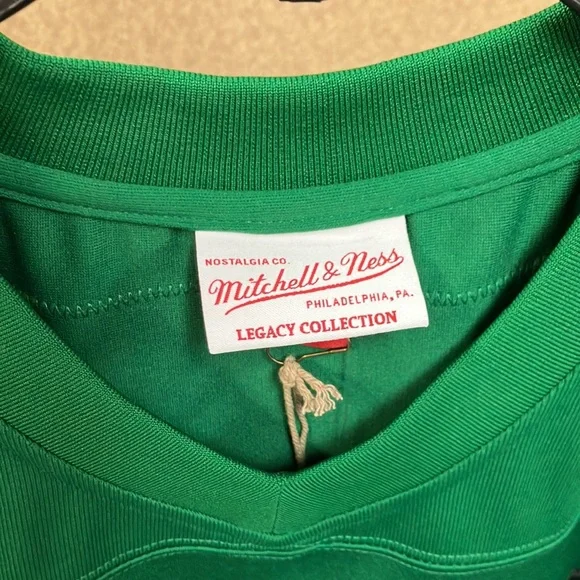 NOSTALGIA CO.
Mitchell & Ness
PHILADELPHIA, PA.
LEGACY COLLECTION